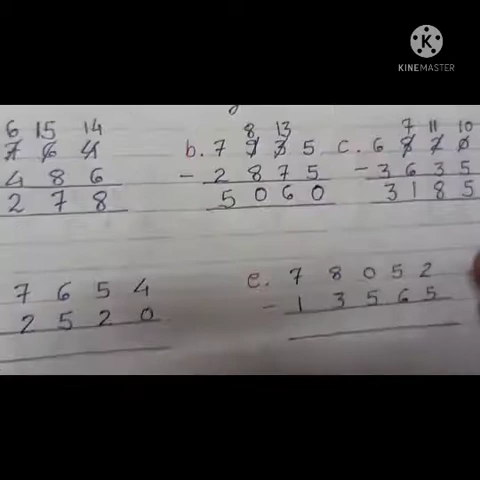 KINEMASTER
6 15 14
7 6 4
4 8 6
2 7 8
8 13
b. 7 9 3 5
- 2 8 7 5
5 0 6 0
7 11 10
c. 6 8 2 0
- 3 6 3 5
3 1 8 5
7 6 5 4
2 5 2 0
e. 7 8 0 5 2
- 1 3 5 6 5